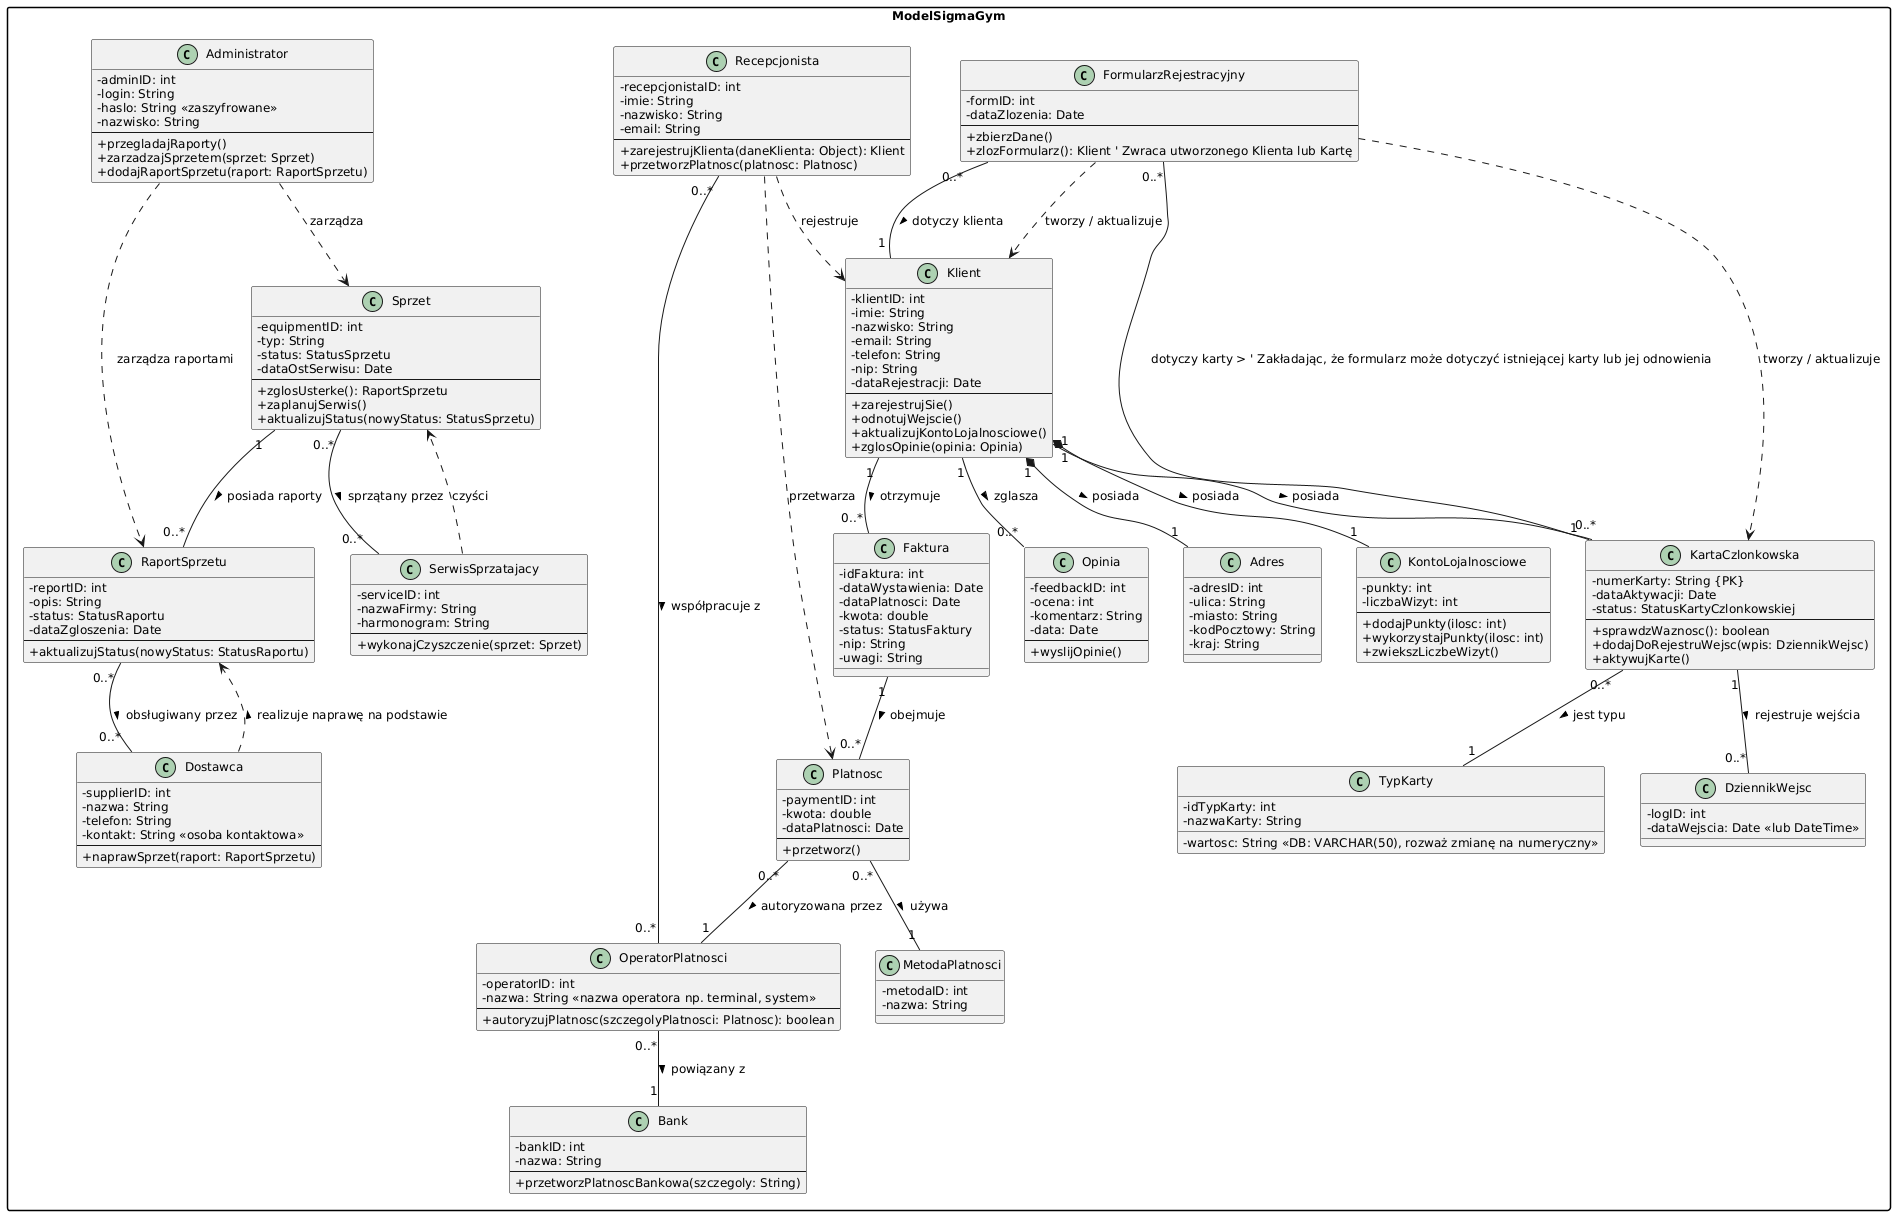 ModelSigmaGym
Administrator
-adminID: int
-login: String
-haslo: String «zaszyfrowane»
-nazwisko: String
+przegladajRaporty()
+zarzadzajSprzetem(sprzet: Sprzet)
+dodajRaportSprzetu(raport: RaportSprzetu)
Recepcjonista
-recepcjonistaID: int
-imie: String
-nazwisko: String
-email: String
+zarejestrujKlienta(daneKlienta: Object): Klient
+przetworzPlatnosc(platnosc: Platnosc)
FormularzRejestracyjny
-formID: int
-dataZlozenia: Date
+zbierzDane()
+zlozFormularz(): Klient ' Zwraca utworzonego Klienta lub Kartę
0..*
0..*
0..*
zarządza
rejestruje
dotyczy klienta
tworzy / aktualizuje
1
Sprzet
-equipmentID: int
-typ: String
-status: StatusSprzetu
-dataOstSerwisu: Date
+zglosUsterke(): RaportSprzetu
+zaplanujSerwis()
+aktualizujStatus(nowyStatus: StatusSprzetu)
Klient
-klientID: int
-imie: String
-nazwisko: String
-email: String
-telefon: String
-nip: String
-dataRejestracji: Date
+zarejestrujSie()
+odnotujWejscie()
+aktualizujKontoLojalnosciowe()
+zglosOpinie(opinia: Opinia)
zarządza raportami
dotyczy karty > ' Zakładając, że formularz może dotyczyć istniejącej karty lub jej odnowienia
tworzy / aktualizuje
1
0..*
1
1
1
1
1
posiada raporty
sprzątany przez
czyści
przetwarza
otrzymuje
zglasza
posiada
posiada
posiada
0..*
0..*
0..*
0..*
1
1
1
0..*
RaportSprzetu
-reportID: int
-opis: String
-status: StatusRaportu
-dataZgloszenia: Date
+aktualizujStatus(nowyStatus: StatusRaportu)
SerwisSprzatajacy
-serviceID: int
-nazwaFirmy: String
-harmonogram: String
+wykonajCzyszczenie(sprzet: Sprzet)
współpracuje z
Faktura
-idFaktura: int
-dataWystawienia: Date
-dataPlatnosci: Date
-kwota: double
-status: StatusFaktury
-nip: String
-uwagi: String
Opinia
-feedbackID: int
-ocena: int
-komentarz: String
-data: Date
+wyslijOpinie()
Adres
-adresID: int
-ulica: String
-miasto: String
-kodPocztowy: String
-kraj: String
KontoLojalnosciowe
-punkty: int
-liczbaWizyt: int
+dodajPunkty(ilosc: int)
+wykorzystajPunkty(ilosc: int)
+zwiekszLiczbeWizyt()
KartaCzlonkowska
-numerKarty: String {PK}
-dataAktywacji: Date
-status: StatusKartyCzlonkowskiej
+sprawdzWaznosc(): boolean
+dodajDoRejestruWejsc(wpis: DziennikWejsc)
+aktywujKarte()
0..*
1
0..*
1
obsługiwany przez
realizuje naprawę na podstawie
obejmuje
jest typu
rejestruje wejścia
0..*
0..*
1
0..*
Dostawca
-supplierID: int
-nazwa: String
-telefon: String
-kontakt: String «osoba kontaktowa»
+naprawSprzet(raport: RaportSprzetu)
Platnosc
-paymentID: int
-kwota: double
-dataPlatnosci: Date
+przetworz()
TypKarty
-idTypKarty: int
-nazwaKarty: String
-wartosc: String «DB: VARCHAR(50), rozważ zmianę na numeryczny»
DziennikWejsc
-logID: int
-dataWejscia: Date «lub DateTime»
0..*
0..*
autoryzowana przez
używa
0..*
1
1
OperatorPlatnosci
-operatorID: int
-nazwa: String «nazwa operatora np. terminal, system»
+autoryzujPlatnosc(szczegolyPlatnosci: Platnosc): boolean
MetodaPlatnosci
-metodaID: int
-nazwa: String
0..*
powiązany z
1
Bank
-bankID: int
-nazwa: String
+przetworzPlatnoscBankowa(szczegoly: String)